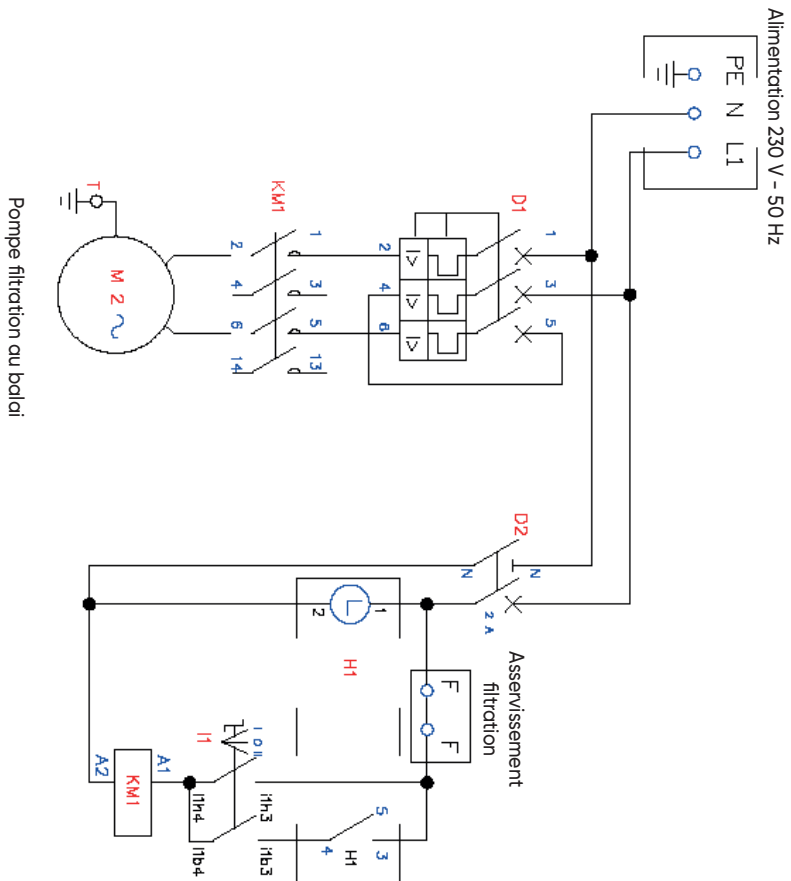 Alimentation 230 V - 50 Hz
PE N L1
D1
1 3 5
2 4 6
I> I> I>
KM1
1 3 5 13
2 4 6 14
T
M 2
Pompe filtration au balai
D2
N
N
2 A
Asservissement
filtration
F F
H1
1
2
L
I1
I 0 II
i1h3
I1h4
i1b3
I1b4
5
4 3
H1
A1
KM1
A2